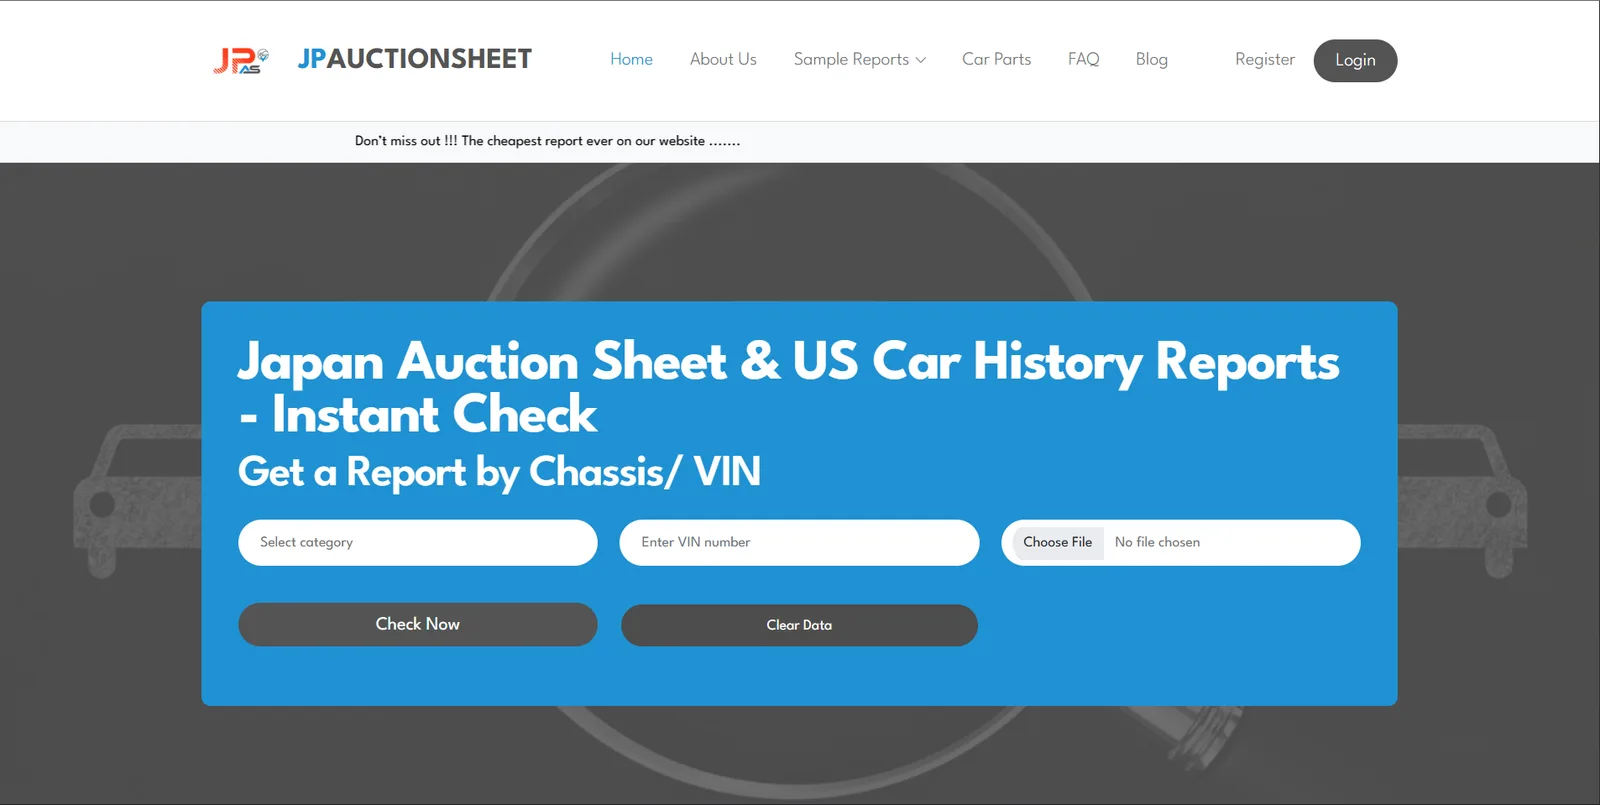 JP AS
JPAUCTIONSHEET
Home
About Us
Sample Reports
Car Parts
FAQ
Blog
Register
Login
Don't miss out !!! The cheapest report ever on our website .......
Japan Auction Sheet & US Car History Reports
- Instant Check
Get a Report by Chassis/ VIN
Select category
Enter VIN number
Choose File
No file chosen
Check Now
Clear Data